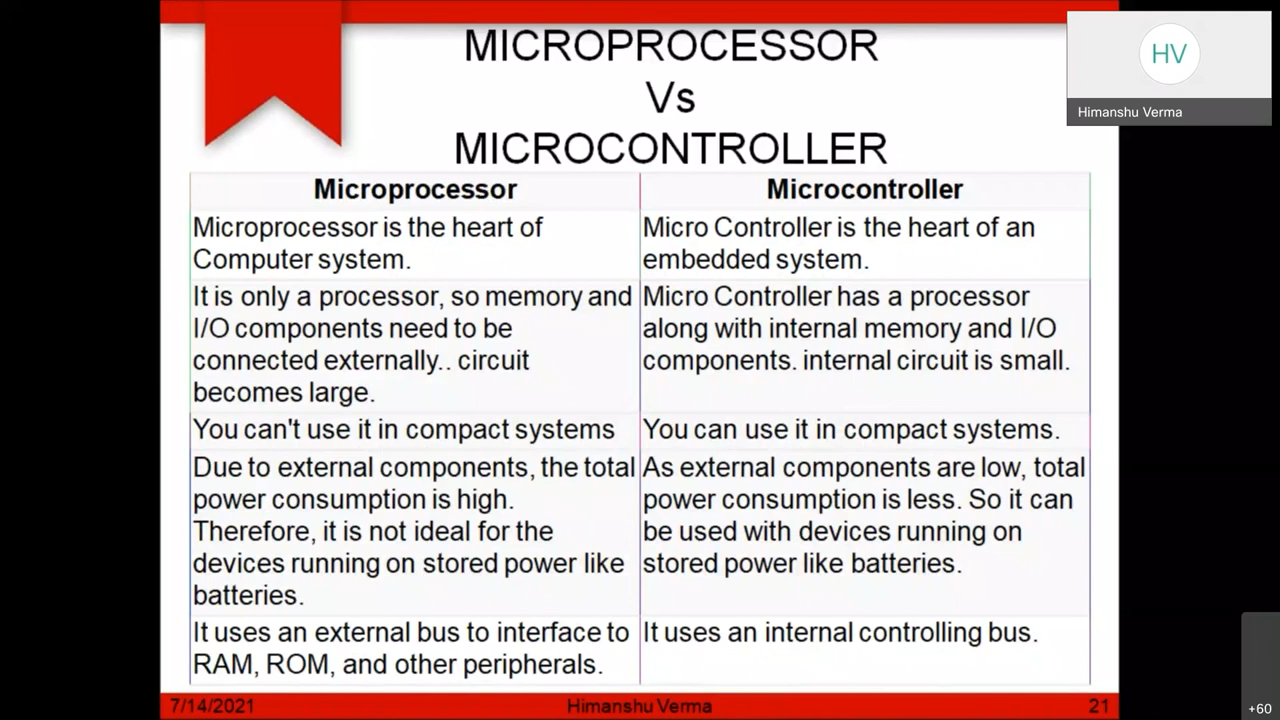 MICROPROCESSOR
Vs
MICROCONTROLLER
HV
Himanshu Verma
Microprocessor
Microcontroller
Microprocessor is the heart of
Computer system.
Micro Controller is the heart of an
embedded system.
It is only a processor, so memory and
I/O components need to be
connected externally.. circuit
becomes large.
Micro Controller has a processor
along with internal memory and I/O
components. internal circuit is small.
You can't use it in compact systems
You can use it in compact systems.
Due to external components, the total
power consumption is high.
Therefore, it is not ideal for the
devices running on stored power like
batteries.
As external components are low, total
power consumption is less. So it can
be used with devices running on
stored power like batteries.
It uses an external bus to interface to
RAM, ROM, and other peripherals.
It uses an internal controlling bus.
7/14/2021
Himanshu Verma
21
+60